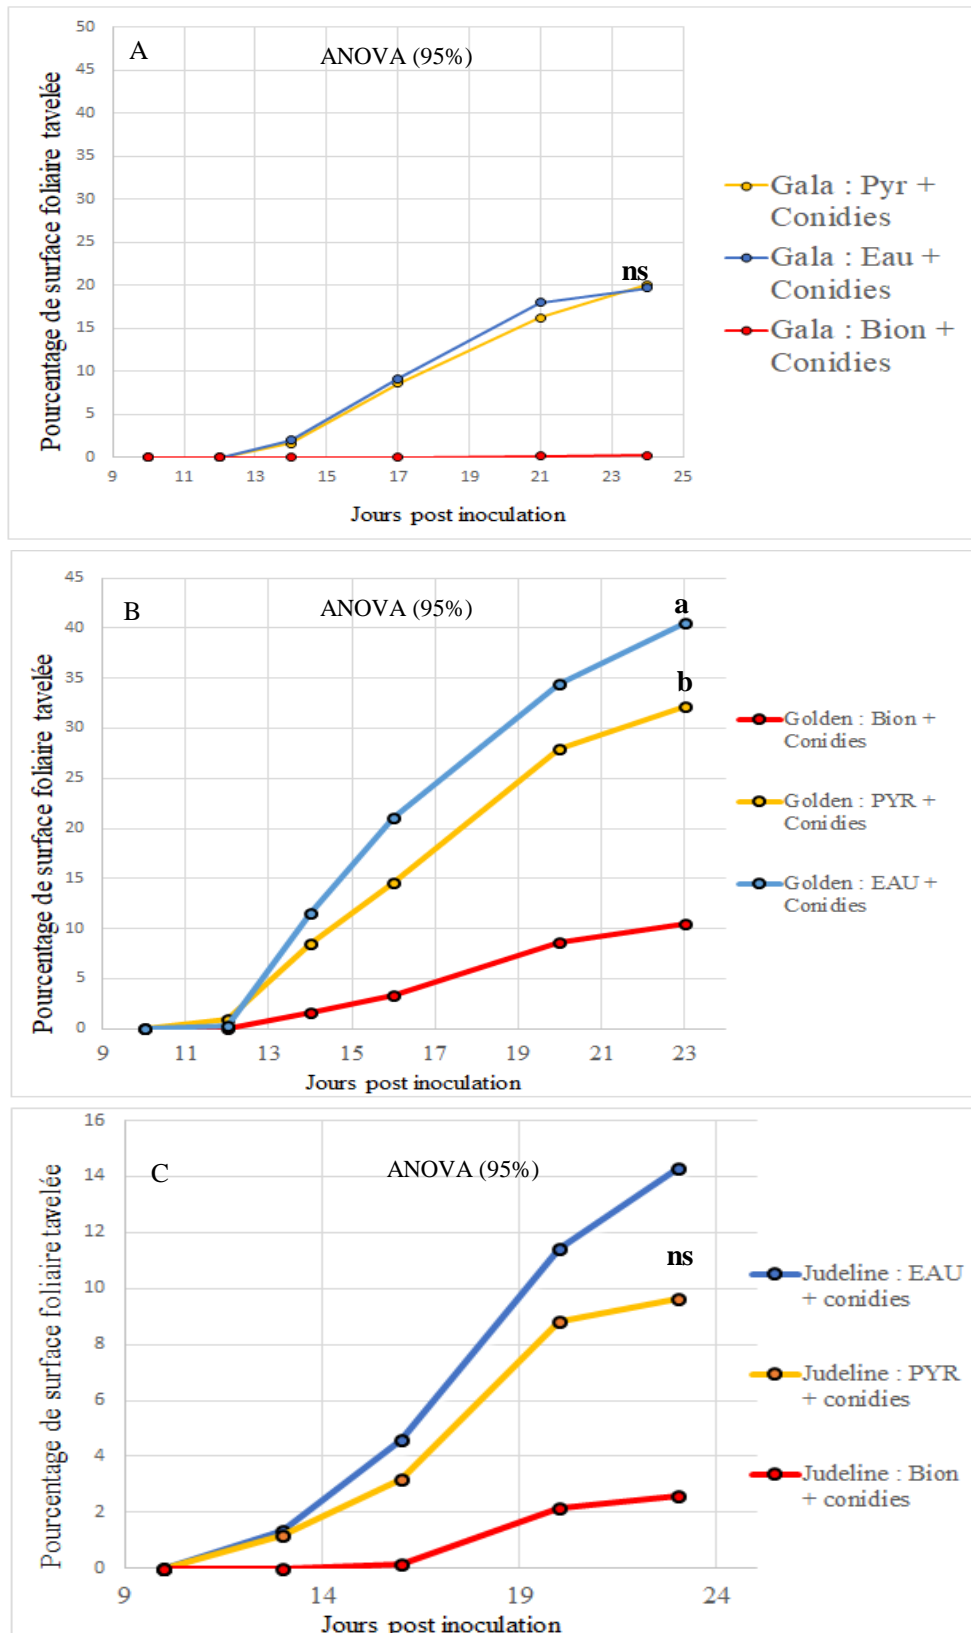 A
ANOVA (95%)
50
45
40
35
30
25
20
15
10
5
0
ns
9 11 13 15 17 19 21 23 25
Pourcentage de surface foliaire tavelée
Jours post inoculation
Gala : Pyr +
Conidies
Gala : Eau +
Conidies
Gala : Bion +
Conidies
B
ANOVA (95%)
45
40
35
30
25
20
15
10
5
0
a
b
9 11 13 15 17 19 21 23
Pourcentage de surface foliaire tavelée
Jours post inoculation
Golden : Bion +
Conidies
Golden : PYR +
Conidies
Golden : EAU +
Conidies
C
ANOVA (95%)
16
14
12
10
8
6
4
2
0
ns
9 14 19 24
Pourcentage de surface foliaire tavelée
Jours post inoculation
Judeline : EAU
+ conidies
Judeline : PYR
+ conidies
Judeline : Bion
+ conidies